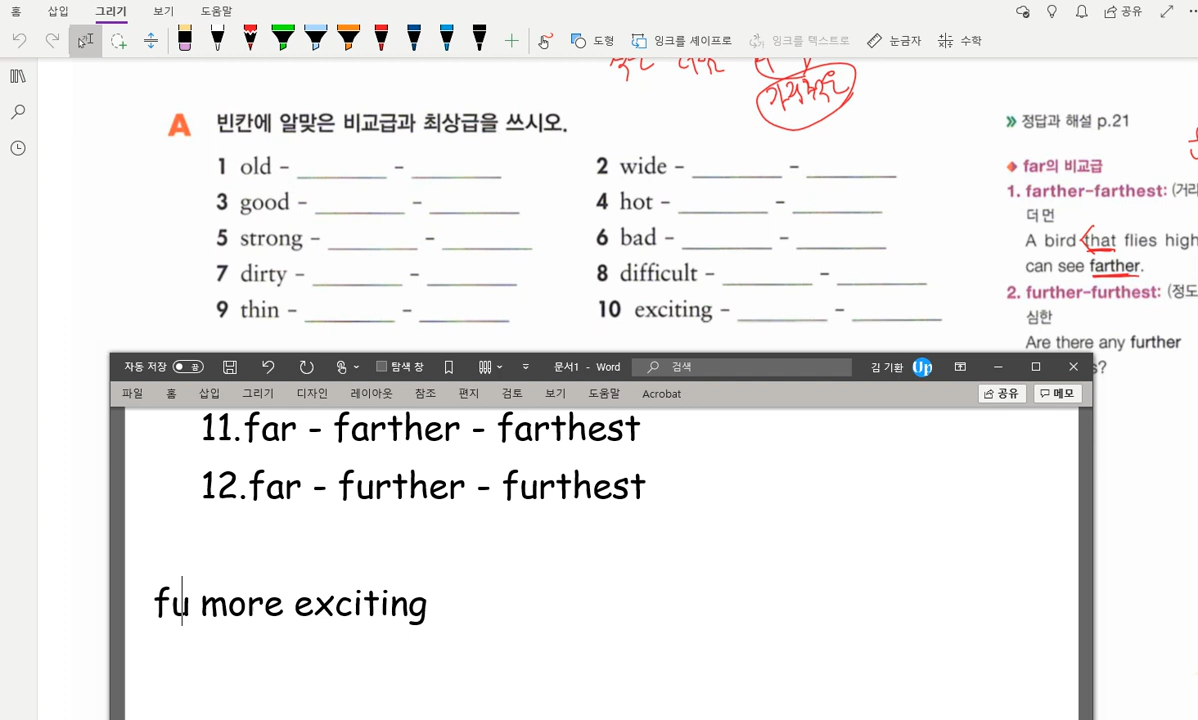 홈 삽입 그리기 보기 도움말 공유
도형 잉크를 셰이프로 잉크를 텍스트로 눈금자 수학
가장
A 빈칸에 알맞은 비교급과 최상급을 쓰시오.
1 old - ________ - ________
2 wide - ________ - ________
3 good - ________ - ________
4 hot - ________ - ________
5 strong - ________ - ________
6 bad - ________ - ________
7 dirty - ________ - ________
8 difficult - ________ - ________
9 thin - ________ - ________
10 exciting - ________ - ________
» 정답과 해설 p.21
◆ far의 비교급
1. farther-farthest: (거리
더 먼
A bird that flies high
can see farther.
2. further-furthest: (정도
심한
Are there any further
s?
자동 저장 끔 탐색 창 문서1 - Word 검색 김 기환 Up
파일 홈 삽입 그리기 디자인 레이아웃 참조 편지 검토 보기 도움말 Acrobat 공유 메모
11.far - farther - farthest
12.far - further - furthest
fu more exciting